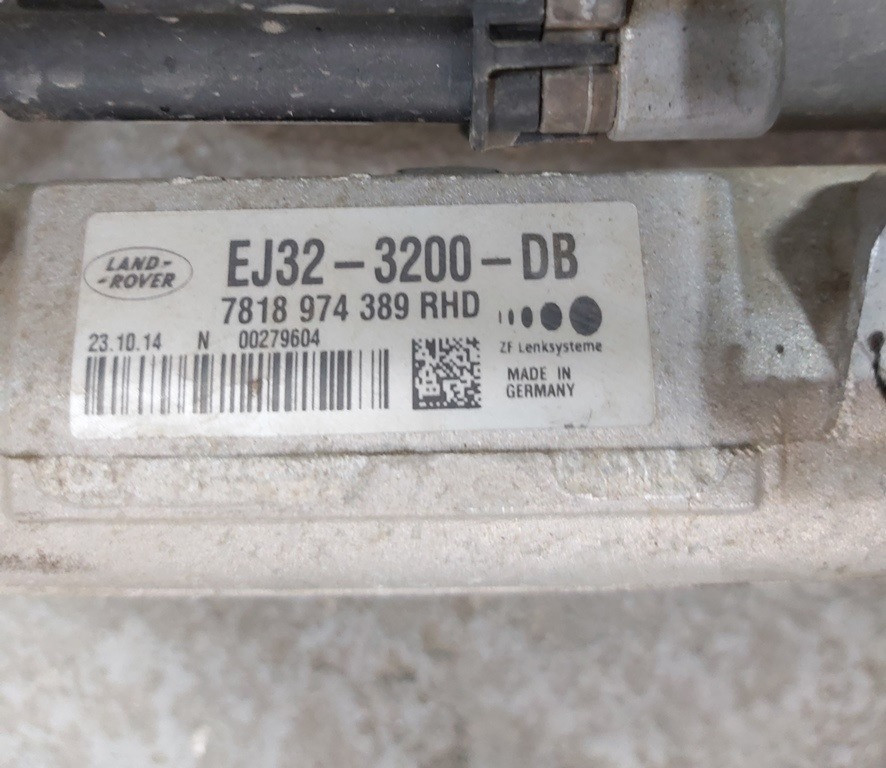 LAND-
-ROVER
EJ32-3200-DB
7818 974 389 RHD
23.10.14 N 00279604
ZF Lenksysteme
MADE IN
GERMANY